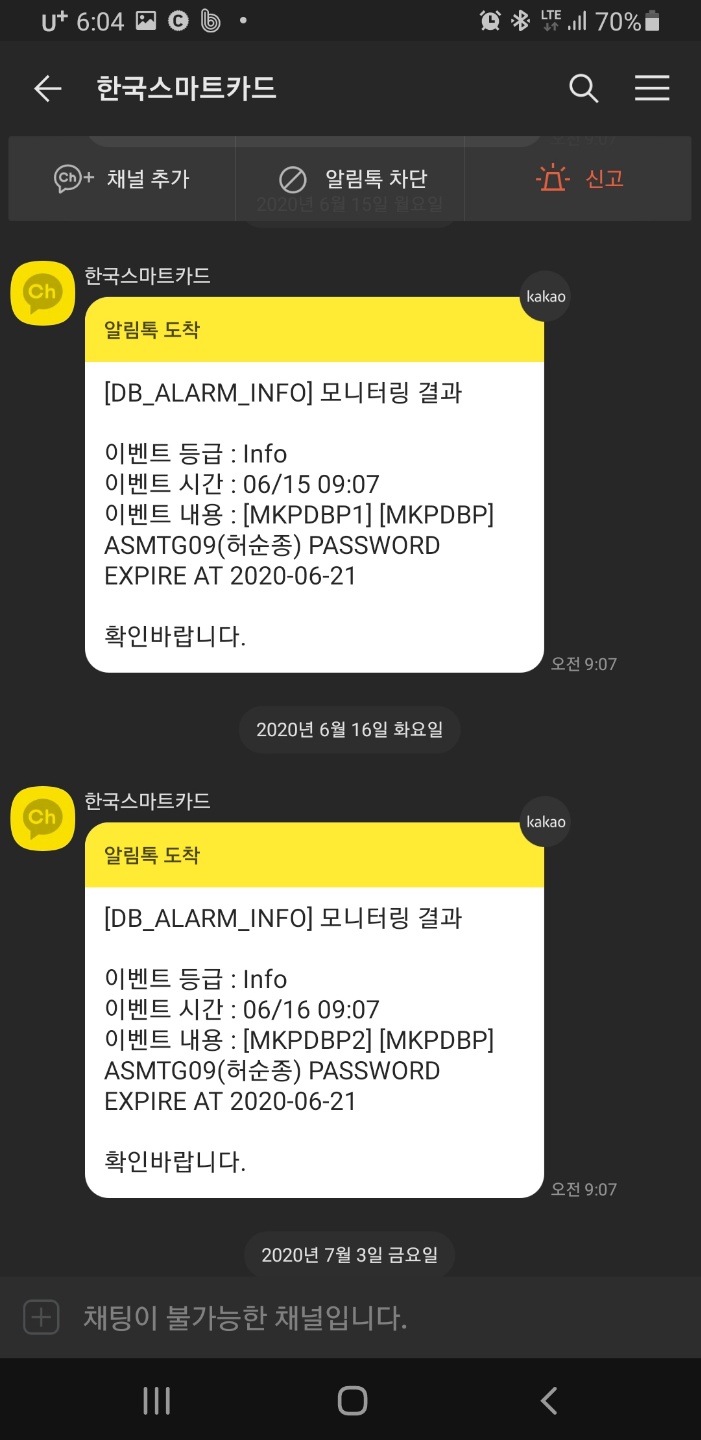 U+ 6:04
LTE
70%
한국스마트카드
오전 9:07
Ch+ 채널 추가
알림톡 차단
신고
2020년 6월 15일 월요일
Ch
한국스마트카드
kakao
알림톡 도착
[DB_ALARM_INFO] 모니터링 결과
이벤트 등급 : Info
이벤트 시간 : 06/15 09:07
이벤트 내용 : [MKPDBP1] [MKPDBP]
ASMTG09(허순종) PASSWORD
EXPIRE AT 2020-06-21
확인바랍니다.
오전 9:07
2020년 6월 16일 화요일
Ch
한국스마트카드
kakao
알림톡 도착
[DB_ALARM_INFO] 모니터링 결과
이벤트 등급 : Info
이벤트 시간 : 06/16 09:07
이벤트 내용 : [MKPDBP2] [MKPDBP]
ASMTG09(허순종) PASSWORD
EXPIRE AT 2020-06-21
확인바랍니다.
오전 9:07
2020년 7월 3일 금요일
채팅이 불가능한 채널입니다.